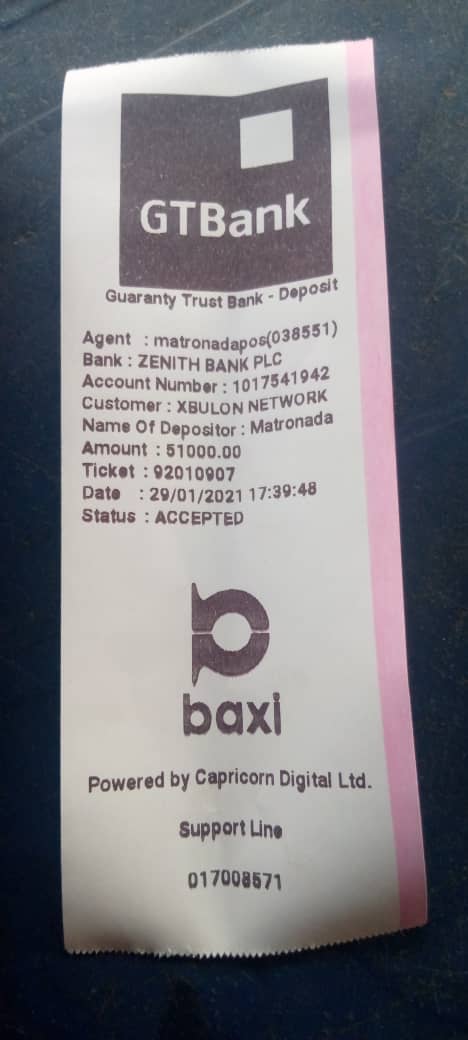 GTBank
Guaranty Trust Bank - Deposit
Agent : matronadapos(038551)
Bank : ZENITH BANK PLC
Account Number : 1017541942
Customer : XBULON NETWORK
Name Of Depositor : Matronada
Amount : 51000.00
Ticket : 92010907
Date : 29/01/2021 17:39:48
Status : ACCEPTED
baxi
Powered by Capricorn Digital Ltd.
Support Line
017008571